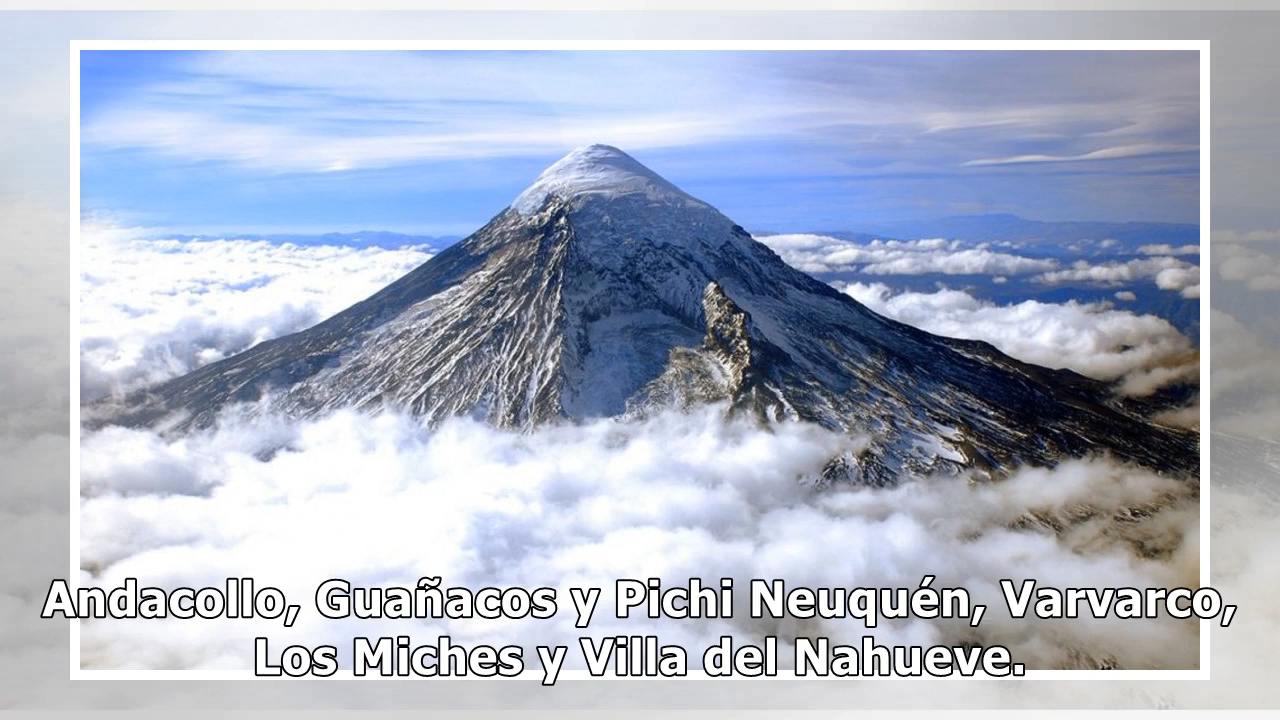 Andacollo, Guañacos y Pichi Neuquén, Varvarco,
Los Miches y Villa del Nahueve.